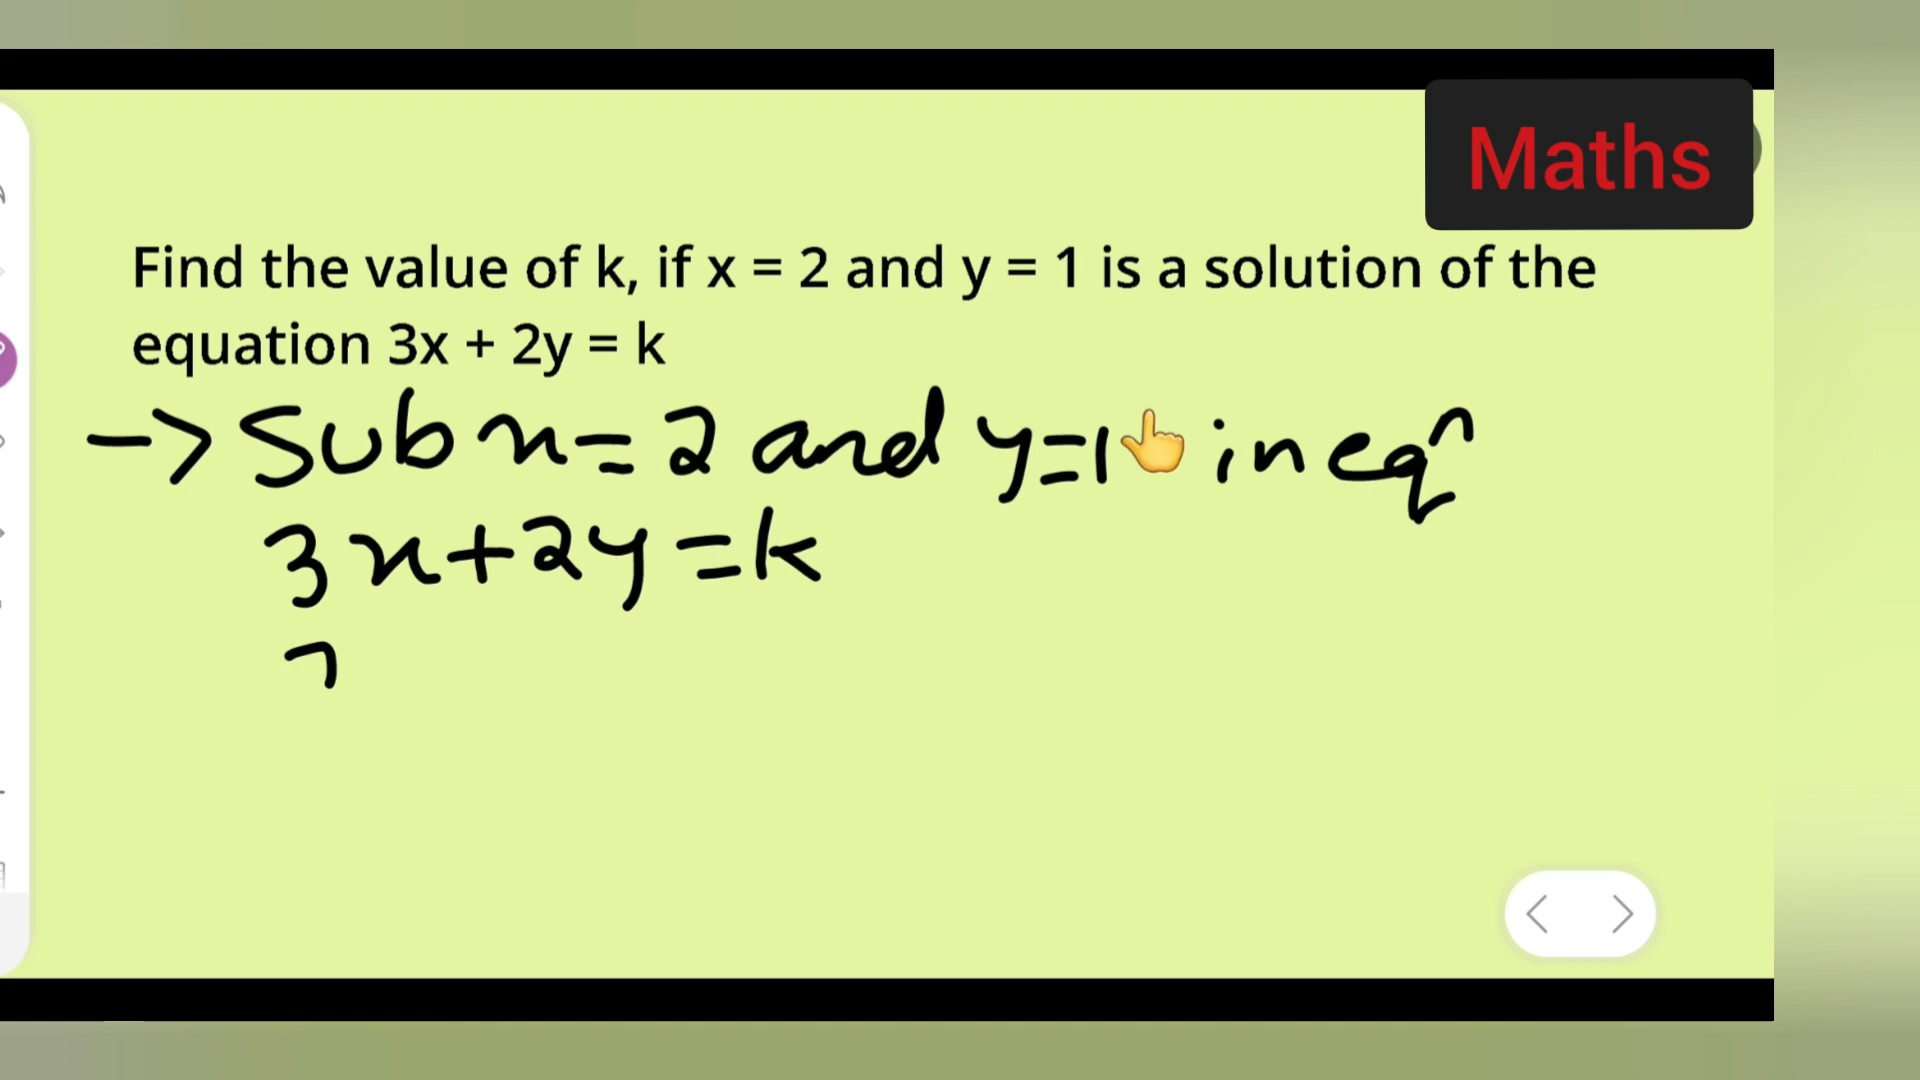 Maths
Find the value of k, if x = 2 and y = 1 is a solution of the
equation 3x + 2y = k
-> Sub x = 2 and y = 1 in eqn
3x + 2y = k